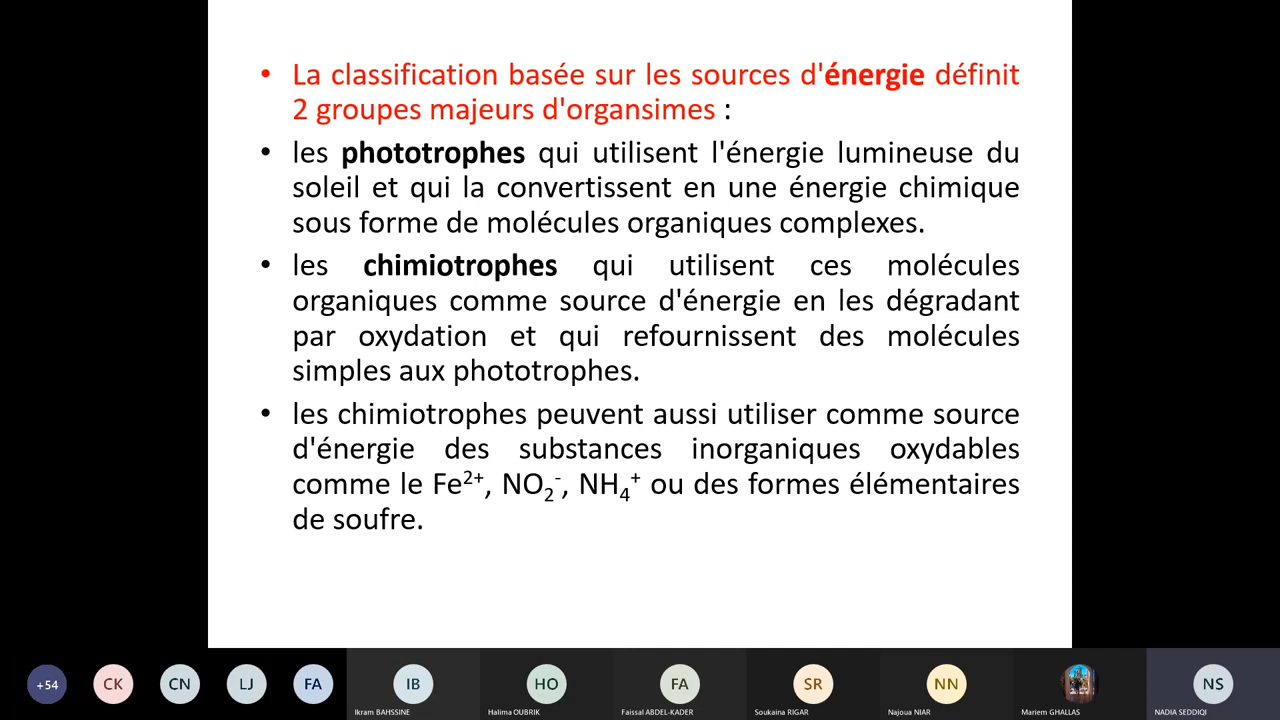 • La classification basée sur les sources d'énergie définit
2 groupes majeurs d'organsimes :
• les phototrophes qui utilisent l'énergie lumineuse du
soleil et qui la convertissent en une énergie chimique
sous forme de molécules organiques complexes.
• les chimiotrophes qui utilisent ces molécules
organiques comme source d'énergie en les dégradant
par oxydation et qui refournissent des molécules
simples aux phototrophes.
• les chimiotrophes peuvent aussi utiliser comme source
d'énergie des substances inorganiques oxydables
comme le Fe²⁺, NO₂⁻, NH₄⁺ ou des formes élémentaires
de soufre.
+54 CK CN LJ FA IB HO FA SR NN NS
Ikram BAHSSINE Halima OUBRIK Faissal ABDEL-KADER Soukaina RIGAR Najoua NIAR Mariem GHALLAS NADIA SEDDIQI